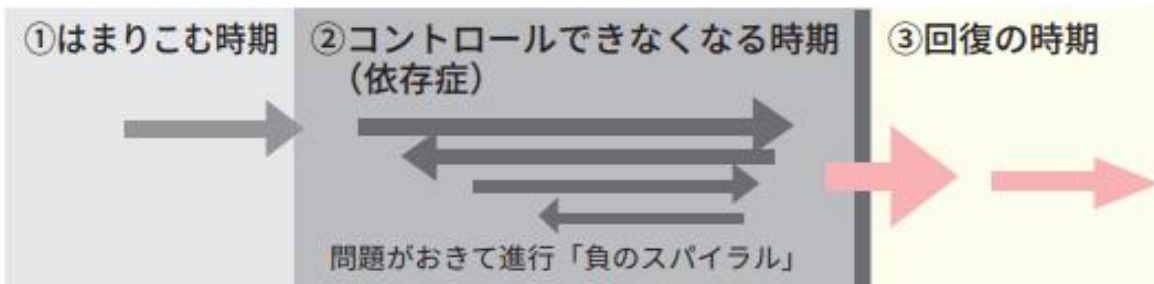 ①はまりこむ時期
②コントロールできなくなる時期
（依存症）
問題がおきて進行「負のスパイラル」
③回復の時期